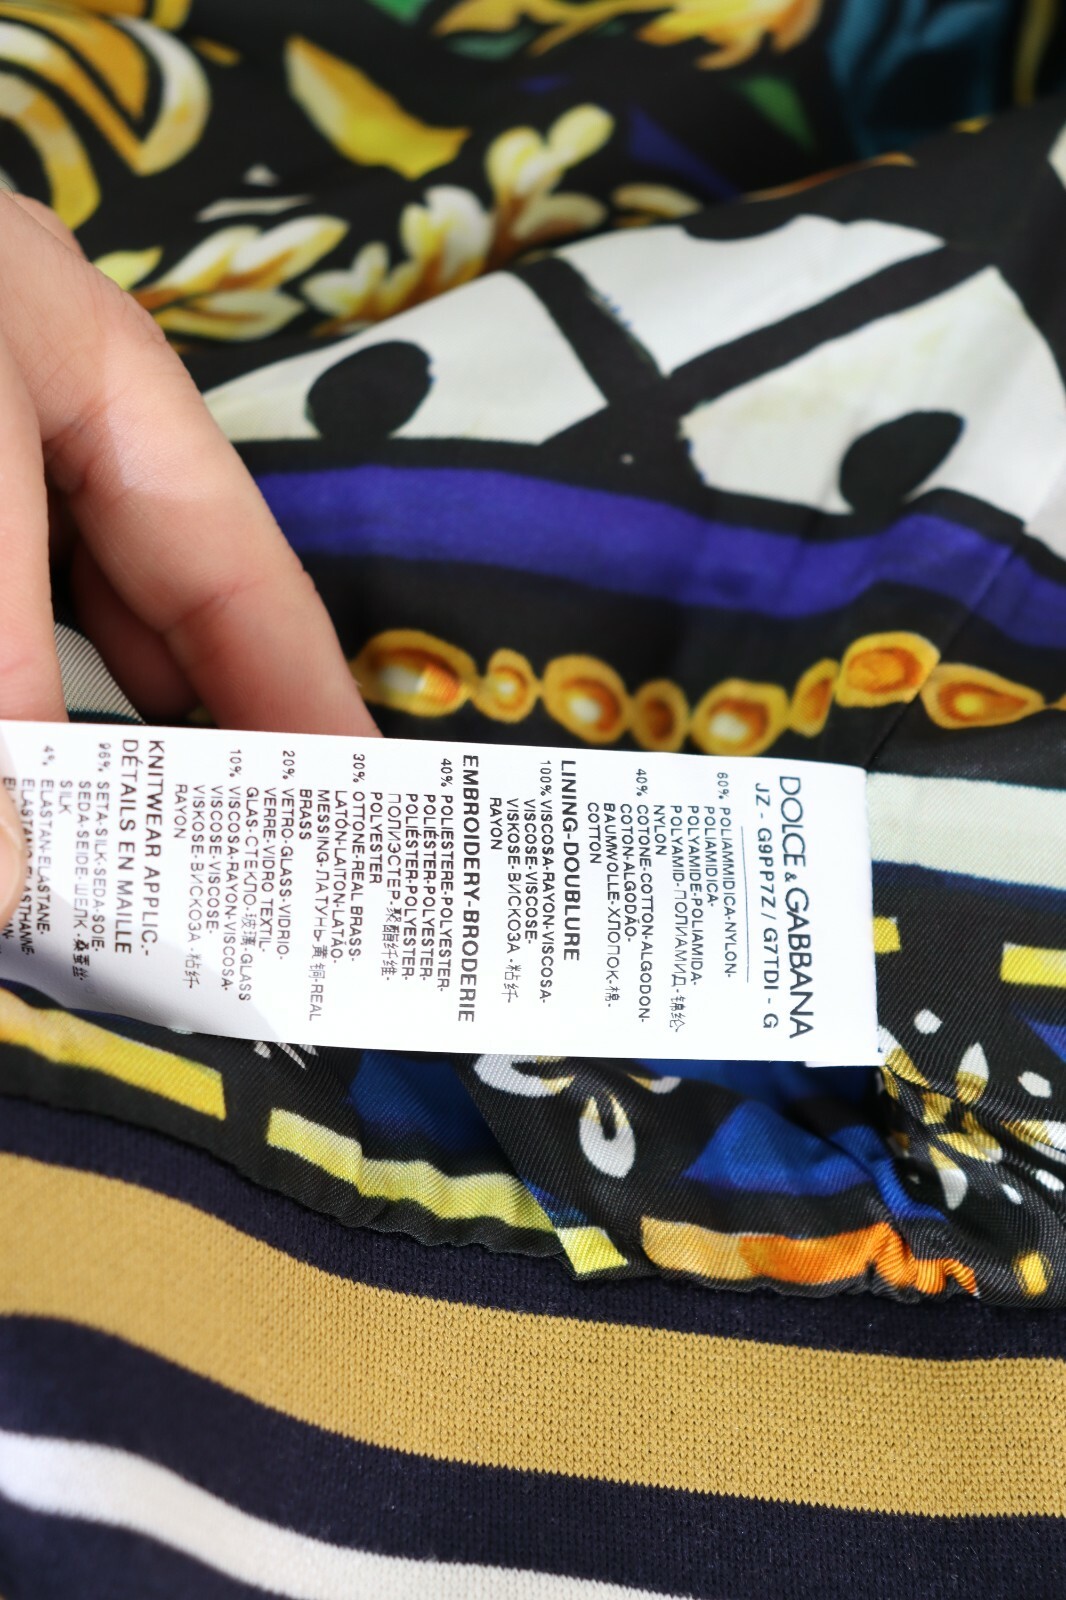 DOLCE & GABBANA
JZ - G9PP7Z / G7TDI - G
60% POLIAMMIDICA-NYLON-
POLIAMIDICA-
POLYAMIDE-POLIAMIDA-
POLYAMID-ПОЛИАМИД-锦纶
NYLON
40% COTONE-COTTON-ALGODON-
COTON-ALGODÃO-
BAUMWOLLE-ХЛОПОК-棉-
COTTON
LINING-DOUBLURE
100% VISCOSA-RAYON-VISCOSA-
VISCOSE-VISCOSE-
VISKOSE-ВИСКОЗА-粘纤-
RAYON
EMBROIDERY-BRODERIE
40% POLIESTERE-POLYESTER-
POLIÉSTER-POLYESTER-
POLIÉSTER-POLYESTER-
ПОЛИЭСТЕР-聚酯纤维-
POLYESTER
30% OTTONE-REAL BRASS-
LATÓN-LAITON-LATÃO-
MESSING-ЛАТУНЬ-黄铜-REAL
BRASS
20% VETRO-GLASS-VIDRIO-
VERRE-VIDRO TEXTIL-
GLAS-СТЕКЛО-玻璃-GLASS
10% VISCOSA-RAYON-VISCOSA-
VISCOSE-VISCOSE-
VISKOSE-ВИСКОЗА-粘纤-
RAYON
KNITWEAR APPLIC.-
DÉTAILS EN MAILLE
96% SETA-SILK-SEDA-SOIE-
SEDA-SEIDE-ШЕЛК-桑蚕丝-
SILK
4% ELASTAN-ELASTANE-